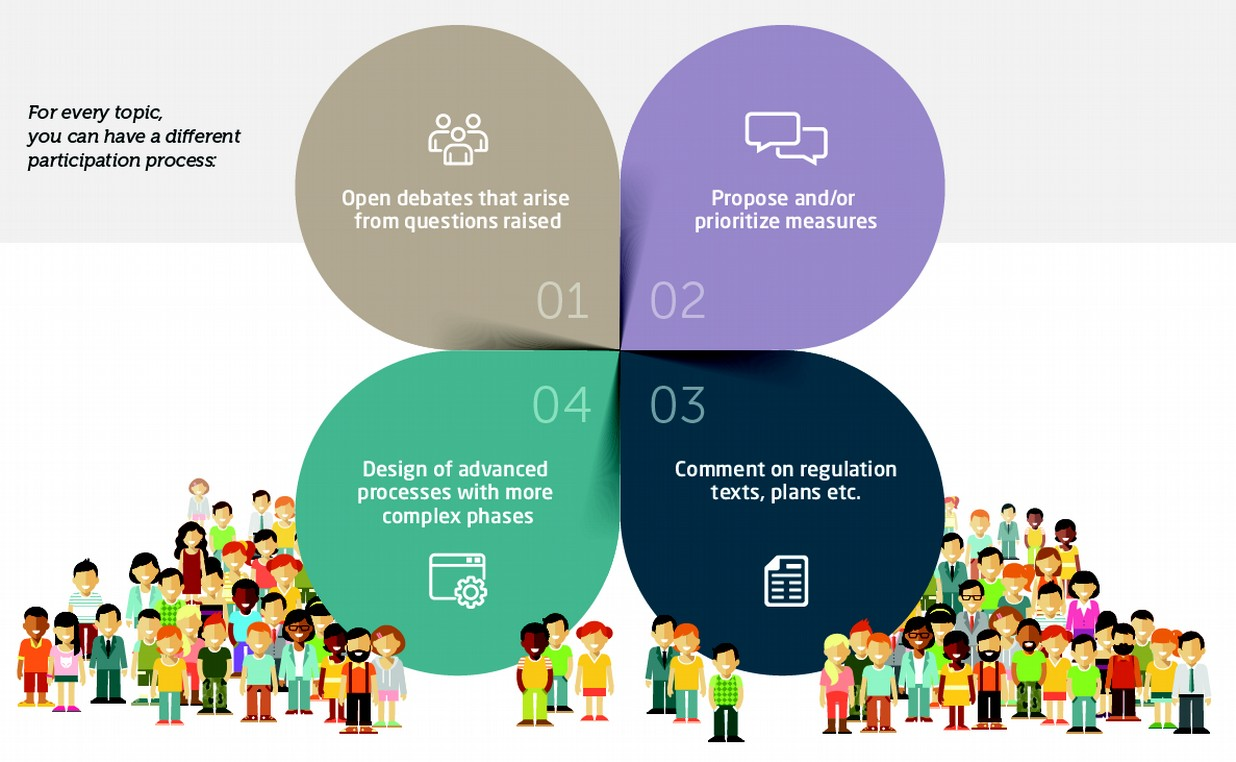 For every topic,
you can have a different
participation process:
Open debates that arise
from questions raised
01
Propose and/or
prioritize measures
02
03
Comment on regulation
texts, plans etc.
04
Design of advanced
processes with more
complex phases